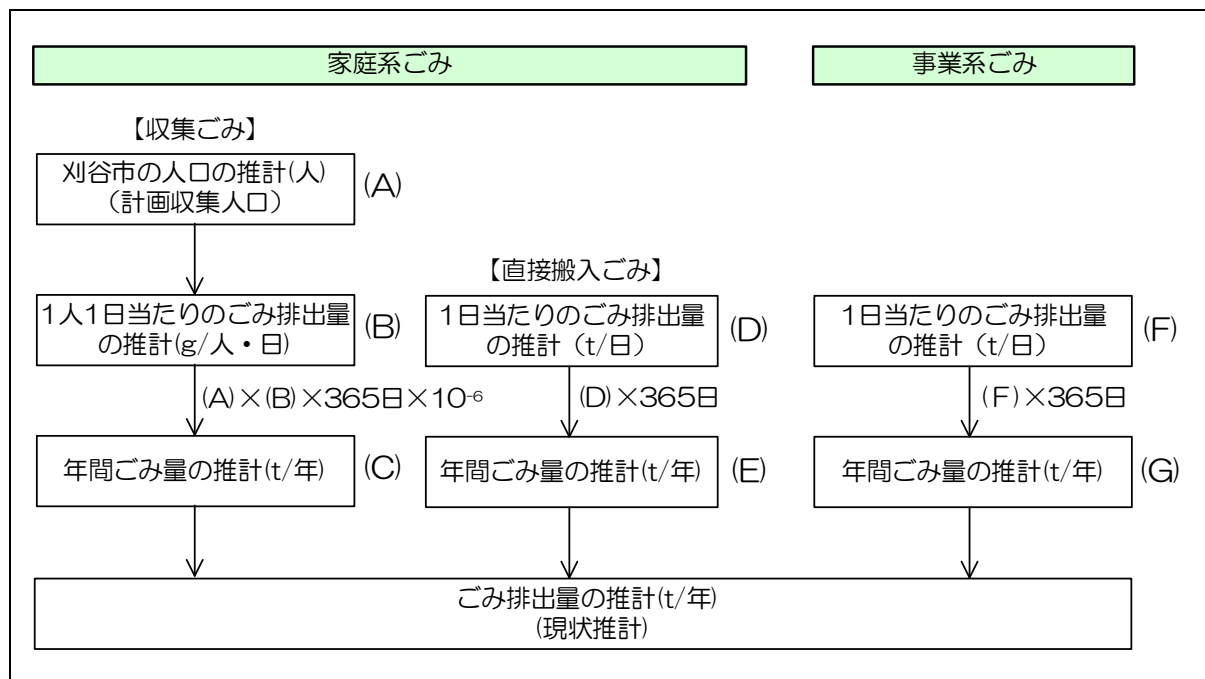 家庭系ごみ
事業系ごみ
【収集ごみ】
刈谷市の人口の推計(人)
(計画収集人口)
(A)
【直接搬入ごみ】
1人1日当たりのごみ排出量
の推計(g/人・日)
(B)
1日当たりのごみ排出量
の推計(t/日)
(D)
1日当たりのごみ排出量
の推計(t/日)
(F)
(A)×(B)×365日×10⁻⁶
(D)×365日
(F)×365日
年間ごみ量の推計(t/年)
(C)
年間ごみ量の推計(t/年)
(E)
年間ごみ量の推計(t/年)
(G)
ごみ排出量の推計(t/年)
(現状推計)